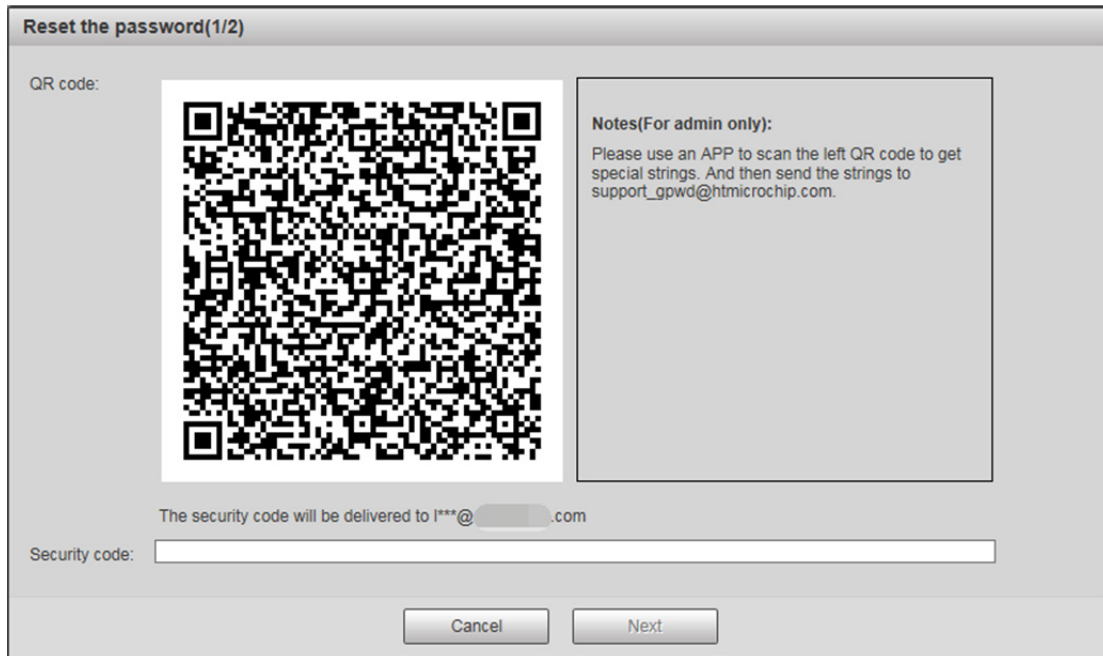 Reset the password(1/2)
QR code:
Notes(For admin only):
Please use an APP to scan the left QR code to get
special strings. And then send the strings to
support_gpwd@htmicrochip.com.
The security code will be delivered to l***@ .com
Security code:
Cancel
Next